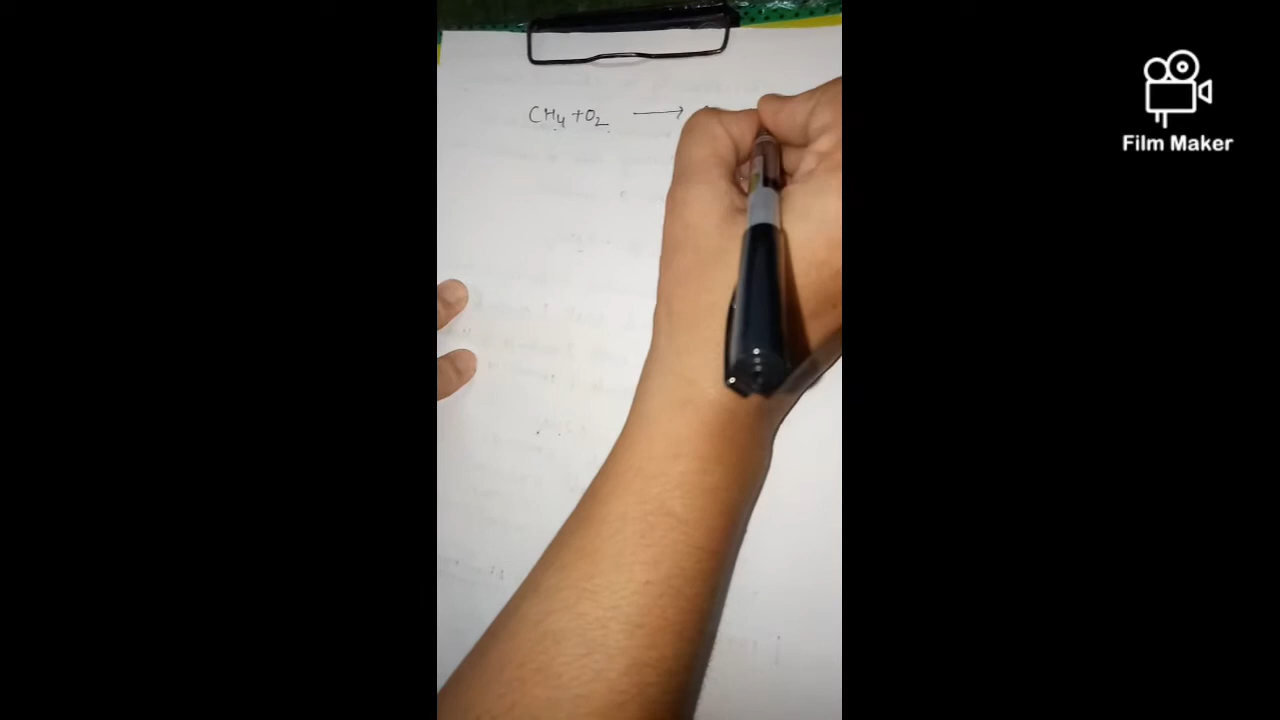 CH₄+O₂ →
Film Maker